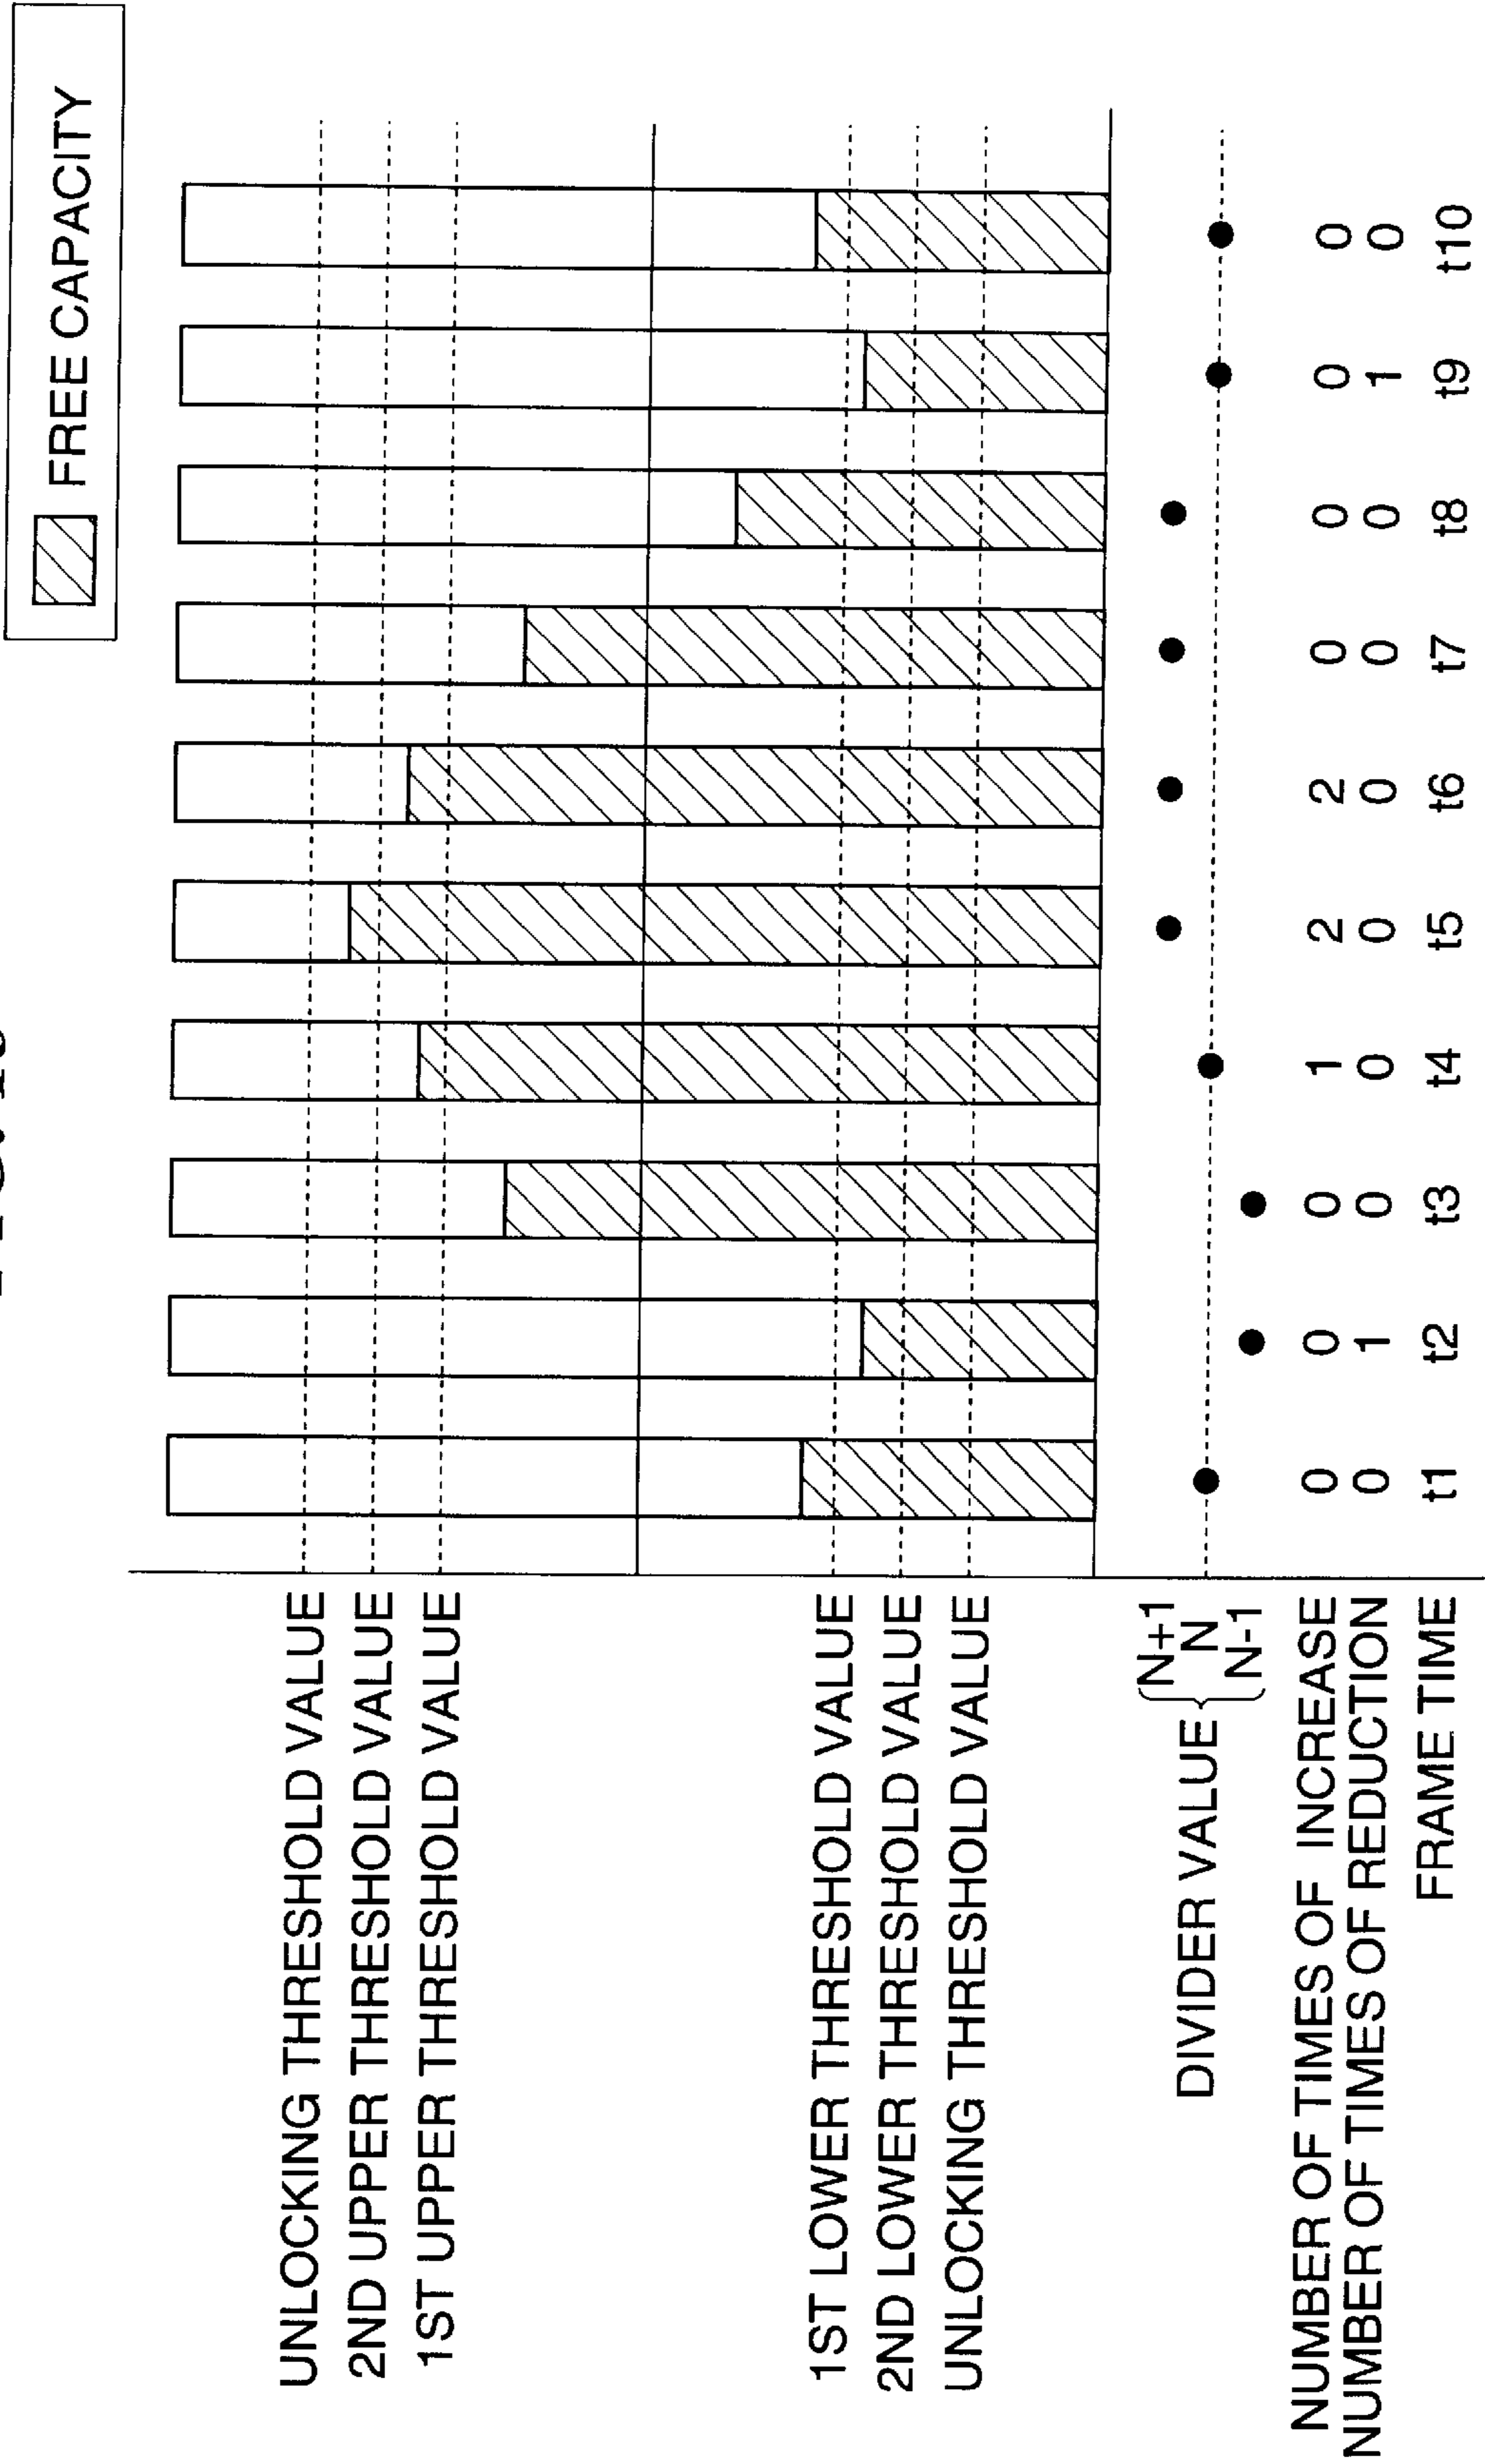 FREE CAPACITY
UNLOCKING THRESHOLD VALUE
2ND UPPER THRESHOLD VALUE
1ST UPPER THRESHOLD VALUE
1ST LOWER THRESHOLD VALUE
2ND LOWER THRESHOLD VALUE
UNLOCKING THRESHOLD VALUE
DIVIDER VALUE
N+1
N
N-1
NUMBER OF TIMES OF INCREASE 0 0 0 1 2 2 0 0 0 0
NUMBER OF TIMES OF REDUCTION 0 1 0 0 0 0 0 0 1 0
FRAME TIME t1 t2 t3 t4 t5 t6 t7 t8 t9 t10